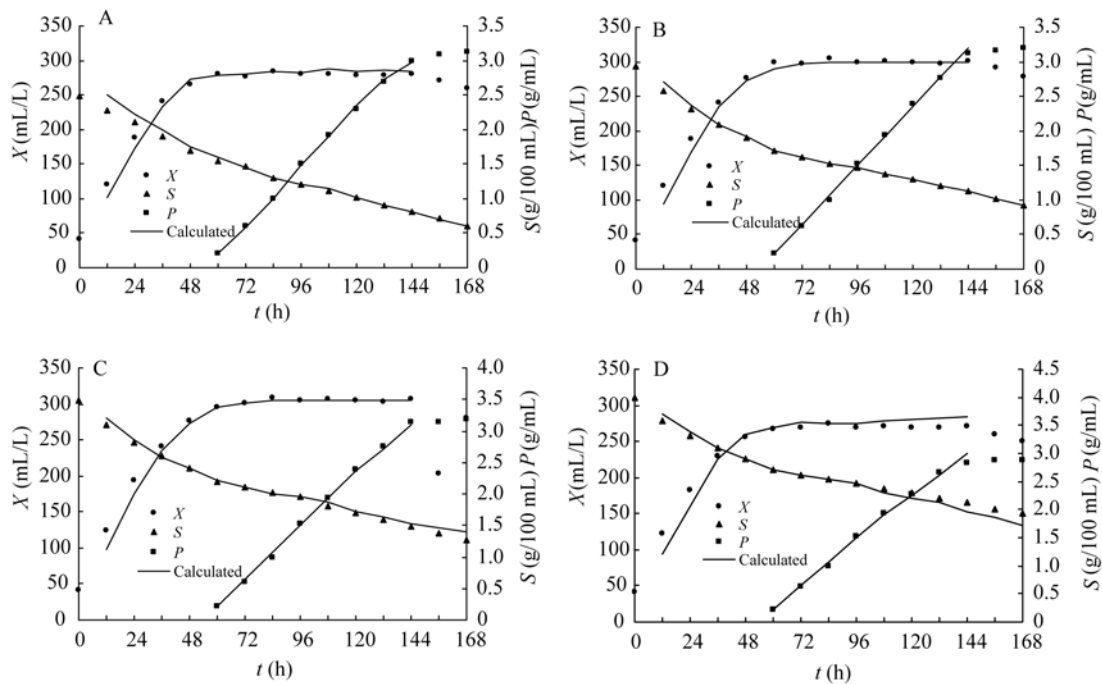 A
350
300
250
200
150
100
50
0
X (mL/L)
3.5
3.0
2.5
2.0
1.5
1.0
0.5
0
S(g/100 mL)P(g/mL)
X
S
P
Calculated
0 24 48 72 96 120 144 168
t (h)
B
350
300
250
200
150
100
50
0
X (mL/L)
3.5
3.0
2.5
2.0
1.5
1.0
0.5
0
S (g/100 mL) P(g/mL)
X
S
P
Calculated
0 24 48 72 96 120 144 168
t (h)
C
350
300
250
200
150
100
50
0
X (mL/L)
4.0
3.5
3.0
2.5
2.0
1.5
1.0
0.5
0
S (g/100 mL) P(g/mL)
X
S
P
Calculated
0 24 48 72 96 120 144 168
t (h)
D
350
300
250
200
150
100
50
0
X(mL/L)
4.5
4.0
3.5
3.0
2.5
2.0
1.5
1.0
0.5
0
S (g/100 mL) P(g/mL)
X
S
P
Calculated
0 24 48 72 96 120 144 168
t (h)